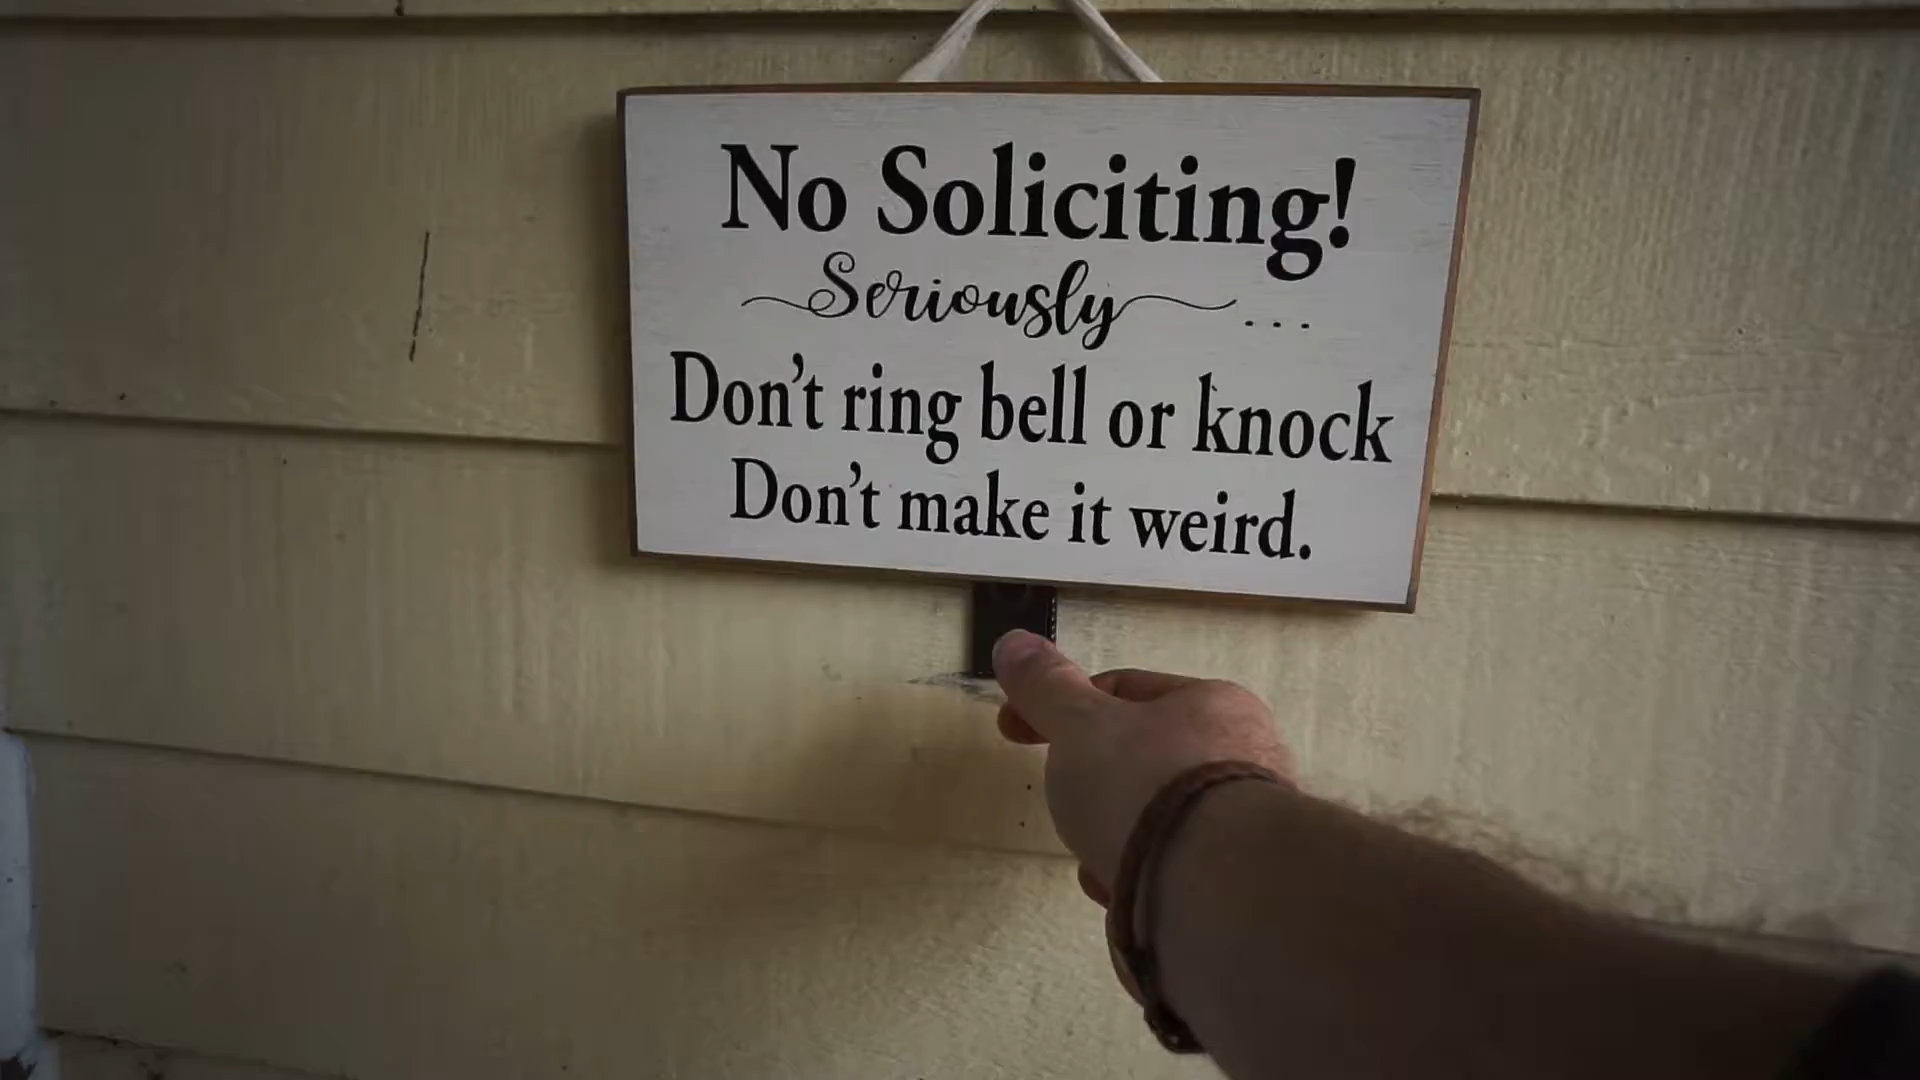 No Soliciting!
Seriously...
Don't ring bell or knock
Don't make it weird.